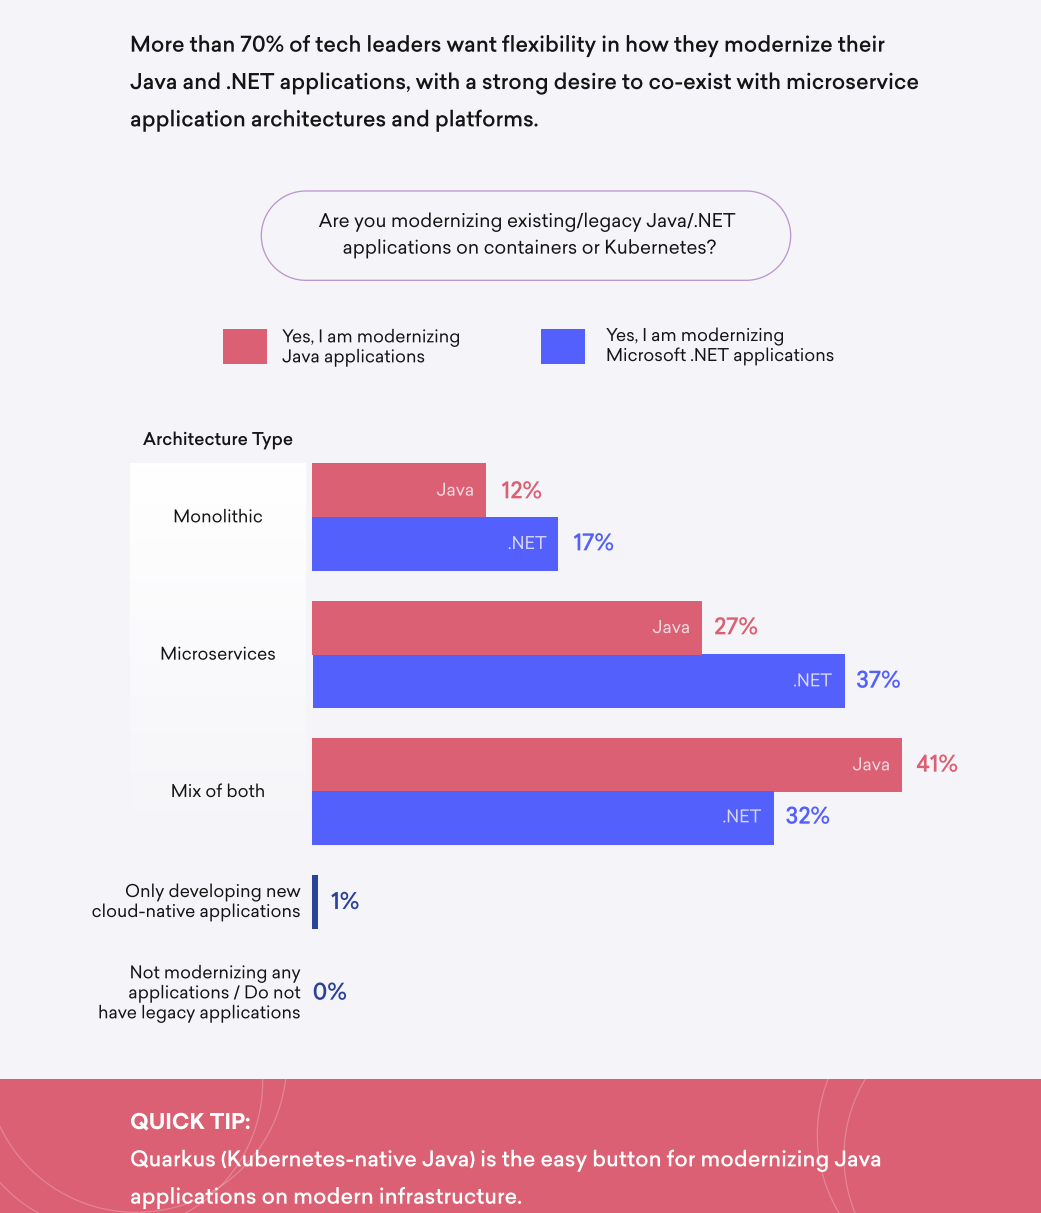 More than 70% of tech leaders want flexibility in how they modernize their
Java and .NET applications, with a strong desire to co-exist with microservice
application architectures and platforms.
Are you modernizing existing/legacy Java/.NET
applications on containers or Kubernetes?
Yes, I am modernizing
Java applications
Yes, I am modernizing
Microsoft .NET applications
Architecture Type
Monolithic
Java
12%
.NET
17%
Microservices
Java
27%
.NET
37%
Mix of both
Java
41%
.NET
32%
Only developing new
cloud-native applications
1%
Not modernizing any
applications / Do not
have legacy applications
0%
QUICK TIP:
Quarkus (Kubernetes-native Java) is the easy button for modernizing Java
applications on modern infrastructure.